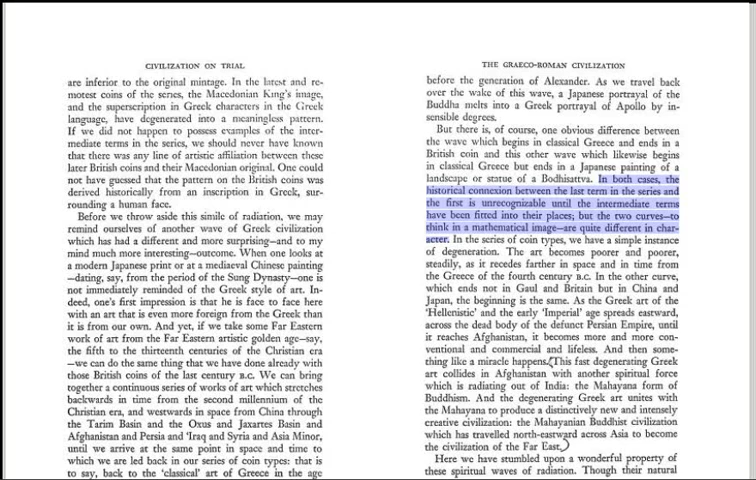 CIVILIZATION ON TRIAL
are inferior to the original mintage. In the latest and re-
motest coins of the series, the Macedonian King's image,
and the superscription in Greek characters in the Greek
language, have degenerated into a meaningless pattern.
If we did not happen to possess examples of the inter-
mediate terms in the series, we should never have known
that there was any line of artistic affiliation between these
later British coins and their Macedonian original. One could
not have guessed that the pattern on the British coins was
derived historically from an inscription in Greek, sur-
rounding a human face.
Before we throw aside this simile of radiation, we may
remind ourselves of another wave of Greek civilization
which has had a different and more surprising—and to my
mind much more interesting—outcome. When one looks at
a modern Japanese print or at a mediaeval Chinese painting
—dating, say, from the period of the Sung Dynasty—one is
not immediately reminded of the Greek style of art. In-
deed, one's first impression is that he is face to face here
with an art that is even more foreign from the Greek than
it is from our own. And yet, if we take some Far Eastern
work of art from the Far Eastern artistic golden age—say,
the fifth to the thirteenth centuries of the Christian era
—we can do the same thing that we have done already with
those British coins of the last century B.C. We can bring
together a continuous series of works of art which stretches
backwards in time from the second millennium of the
Christian era, and westwards in space from China through
the Tarim Basin and the Oxus and Jaxartes Basin and
Afghanistan and Persia and 'Iraq and Syria and Asia Minor,
until we arrive at the same point in space and time to
which we are led back in our series of coin types: that is
to say, back to the 'classical' art of Greece in the age
THE GRAECO-ROMAN CIVILIZATION
before the generation of Alexander. As we travel back
over the wake of this wave, a Japanese portrayal of the
Buddha melts into a Greek portrayal of Apollo by in-
sensible degrees.
But there is, of course, one obvious difference between
the wave which begins in classical Greece and ends in a
British coin and this other wave which likewise begins
in classical Greece but ends in a Japanese painting of a
landscape or statue of a Bodhisattva. In both cases, the
historical connexion between the last term in the series and
the first is unrecognizable until the intermediate terms
have been fitted into their places; but the two curves—to
think in a mathematical image—are quite different in char-
acter. In the series of coin types, we have a simple instance
of degeneration. The art becomes poorer and poorer,
steadily, as it recedes farther in space and in time from
the Greece of the fourth century B.C. In the other curve,
which ends not in Gaul and Britain but in China and
Japan, the beginning is the same. As the Greek art of the
'Hellenistic' and the early 'Imperial' age spreads eastward,
across the dead body of the defunct Persian Empire, until
it reaches Afghanistan, it becomes more and more con-
ventional and commercial and lifeless. And then some-
thing like a miracle happens. (This fast degenerating Greek
art collides in Afghanistan with another spiritual force
which is radiating out of India: the Mahayana form of
Buddhism. And the degenerating Greek art unites with
the Mahayana to produce a distinctively new and intensely
creative civilization: the Mahayanian Buddhist civilization
which has travelled north-eastward across Asia to become
the civilization of the Far East.)
Here we have stumbled upon a wonderful property of
these spiritual waves of radiation. Though their natural